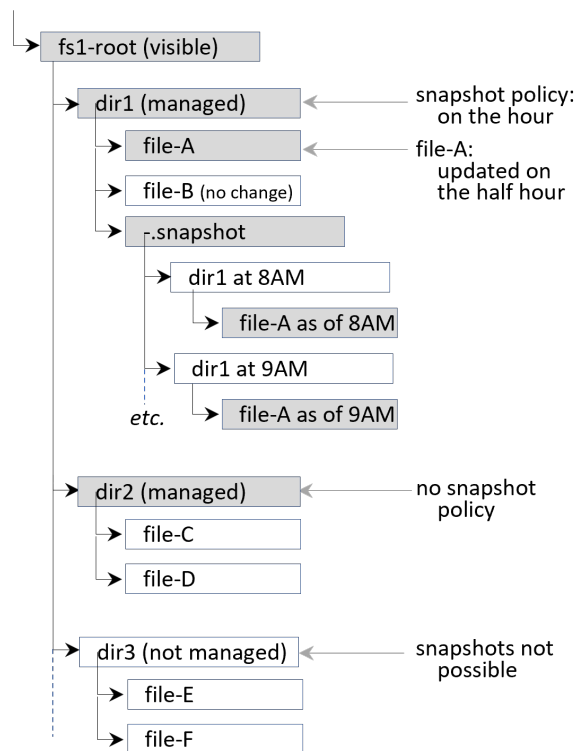 fs1-root (visible)
dir1 (managed)
snapshot policy:
on the hour
file-A
file-A:
updated on
the half hour
file-B (no change)
-.snapshot
dir1 at 8AM
file-A as of 8AM
dir1 at 9AM
file-A as of 9AM
etc.
dir2 (managed)
no snapshot
policy
file-C
file-D
dir3 (not managed)
snapshots not
possible
file-E
file-F